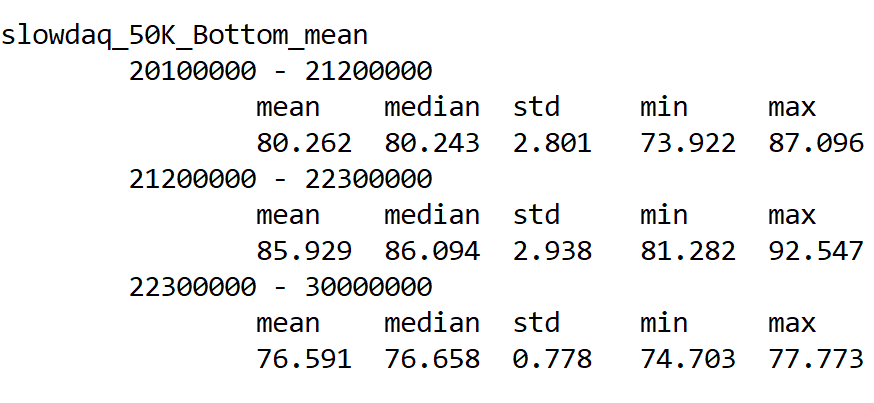 slowdaq_50K_Bottom_mean
20100000 - 21200000
mean median std min max
80.262 80.243 2.801 73.922 87.096
21200000 - 22300000
mean median std min max
85.929 86.094 2.938 81.282 92.547
22300000 - 30000000
mean median std min max
76.591 76.658 0.778 74.703 77.773